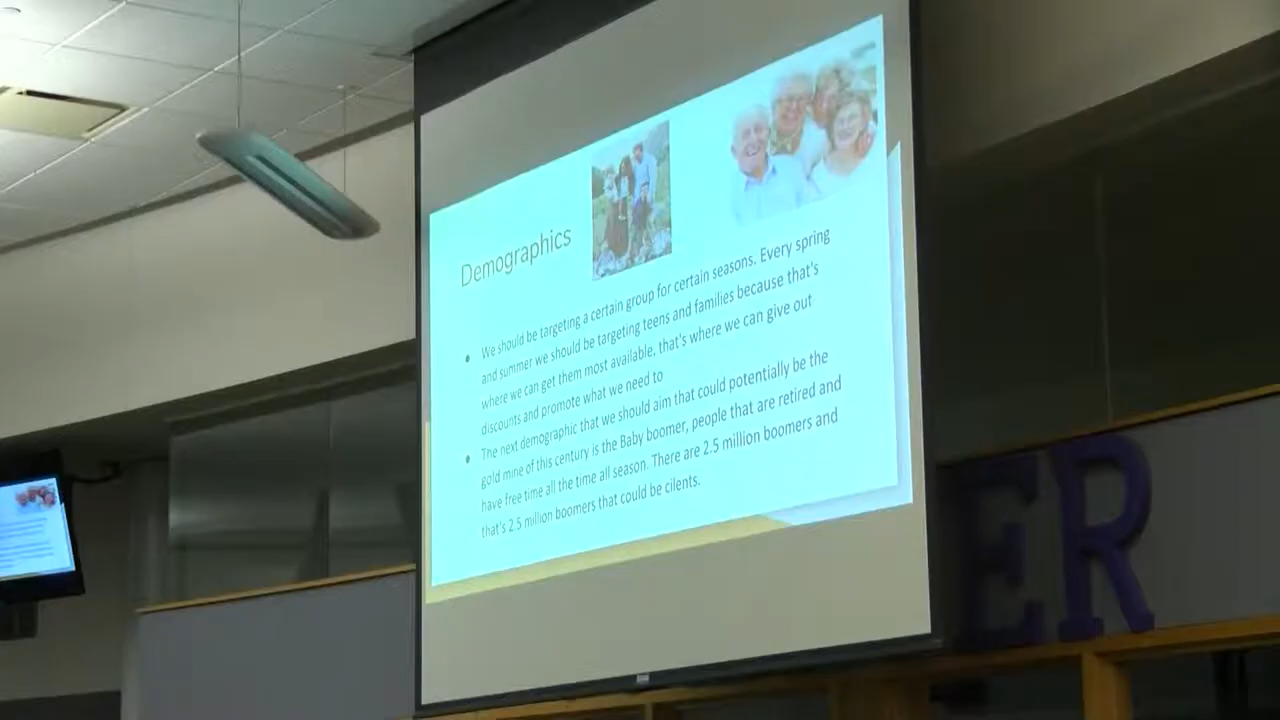 Demographics
We should be targeting a certain group for certain seasons. Every spring
and summer we should be targeting teens and families because that's
where we can get them most available, that's where we can give out
discounts and promote what we need to
The next demographic that we should aim that could potentially be the
gold mine of this century is the Baby boomer, people that are retired and
have free time all the time all season. There are 2.5 million boomers and
that's 2.5 million boomers that could be cilents.
ER